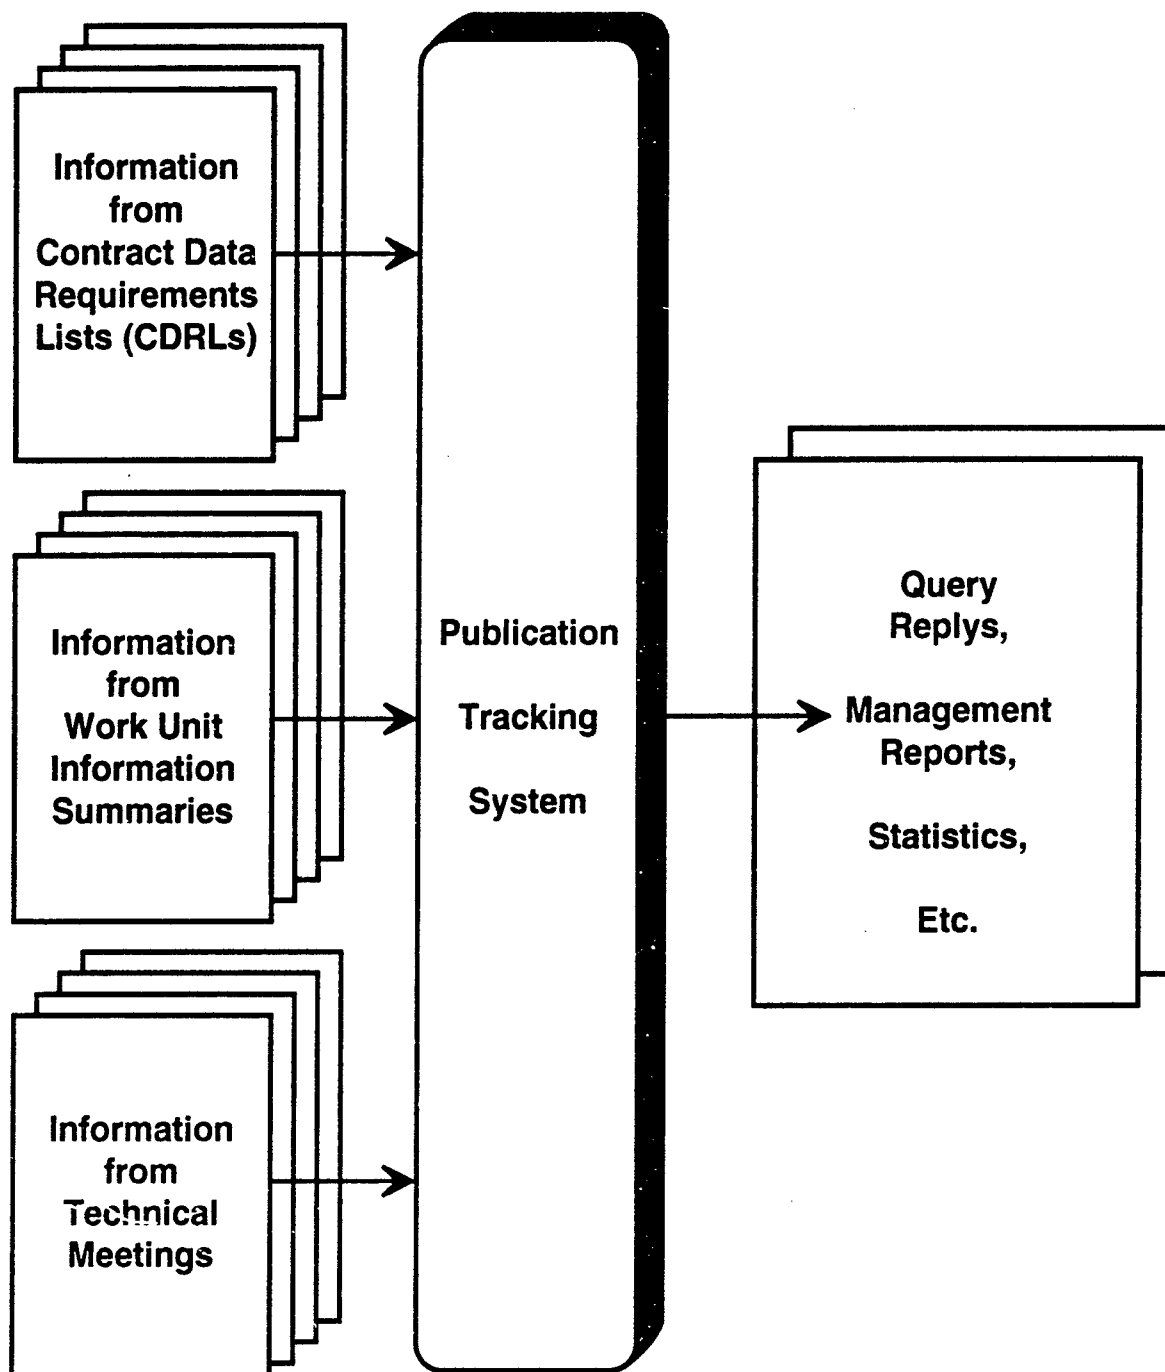 Information
from
Contract Data
Requirements
Lists (CDRLs)
Information
from
Work Unit
Information
Summaries
Information
from
Technical
Meetings
Publication
Tracking
System
Query
Replys,
Management
Reports,
Statistics,
Etc.